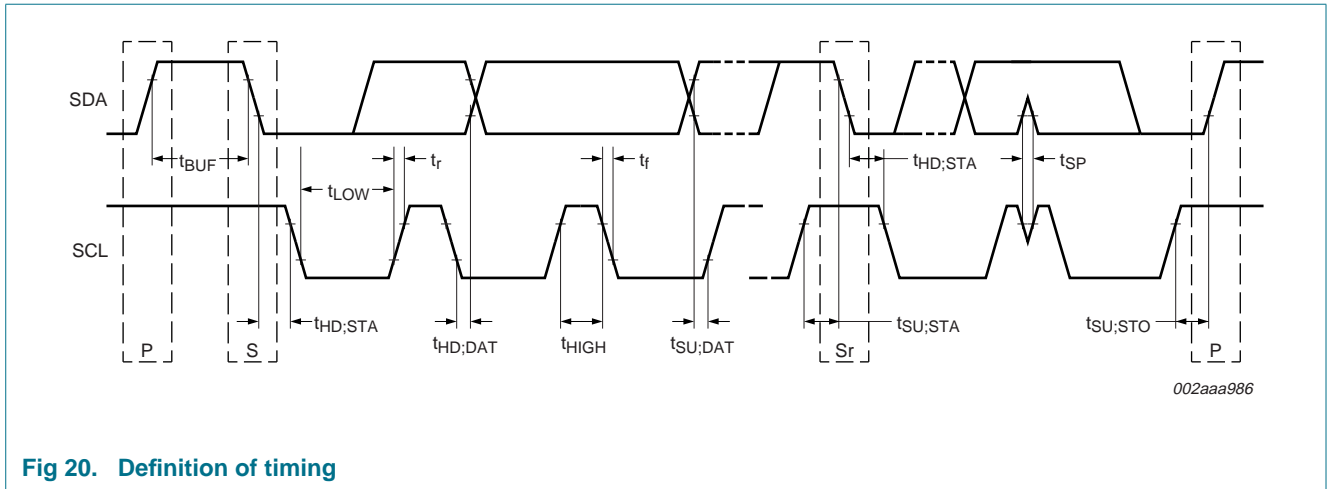 SDA
tBUF
tLOW
tr
tf
tHD;STA
tSP
SCL
tHD;STA
tHD;DAT
tHIGH
tSU;DAT
tSU;STA
tSU;STO
P
S
Sr
P
002aaa986
Fig 20. Definition of timing